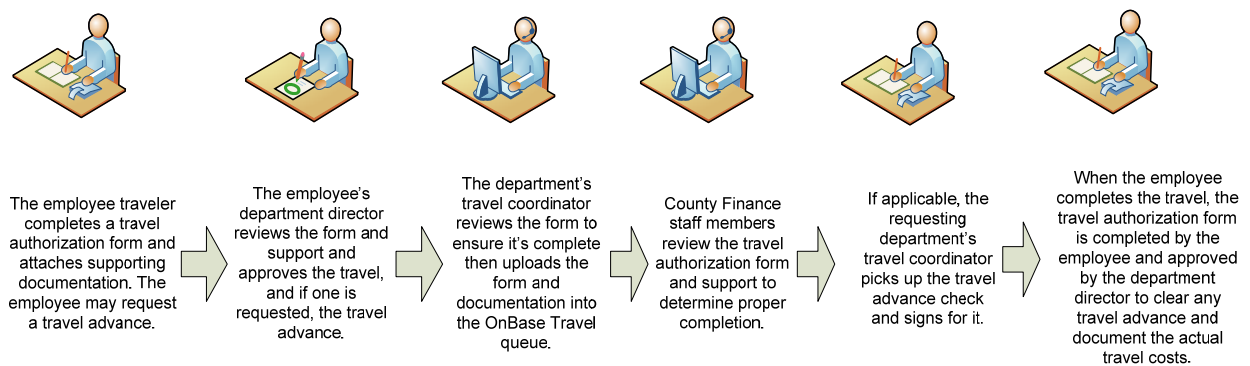 The employee traveler
completes a travel
authorization form and
attaches supporting
documentation. The
employee may request
a travel advance.
The employee's
department director
reviews the form and
support and
approves the travel,
and if one is
requested, the travel
advance.
The department's
travel coordinator
reviews the form to
ensure it's complete
then uploads the
form and
documentation into
the OnBase Travel
queue.
County Finance
staff members
review the travel
authorization form
and support to
determine proper
completion.
If applicable, the
requesting
department's
travel coordinator
picks up the travel
advance check
and signs for it.
When the employee
completes the travel, the
travel authorization form
is completed by the
employee and approved
by the department
director to clear any
travel advance and
document the actual
travel costs.